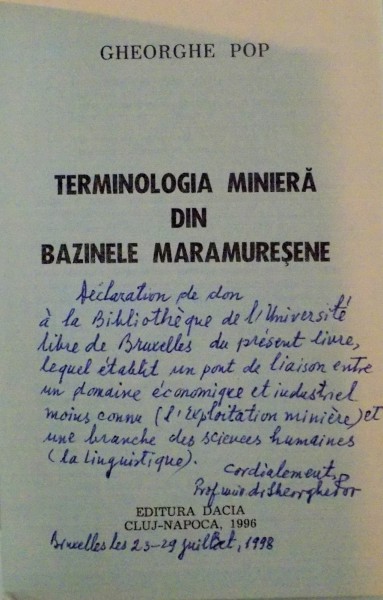 GHEORGHE POP
TERMINOLOGIA MINIERĂ
DIN
BAZINELE MARAMUREȘENE
Déclaration de don
à la Bibliothèque de l'Université
libre de Bruxelles du présent livre,
lequel établit un pont de liaison entre
un domaine économique et industriel
moins connu (l'exploitation minière) et
une branche des sciences humaines
(la linguistique).
Cordialement,
EDITURA DACIA
CLUJ-NAPOCA, 1996
Bruxelles les 23-29 juillet, 1998